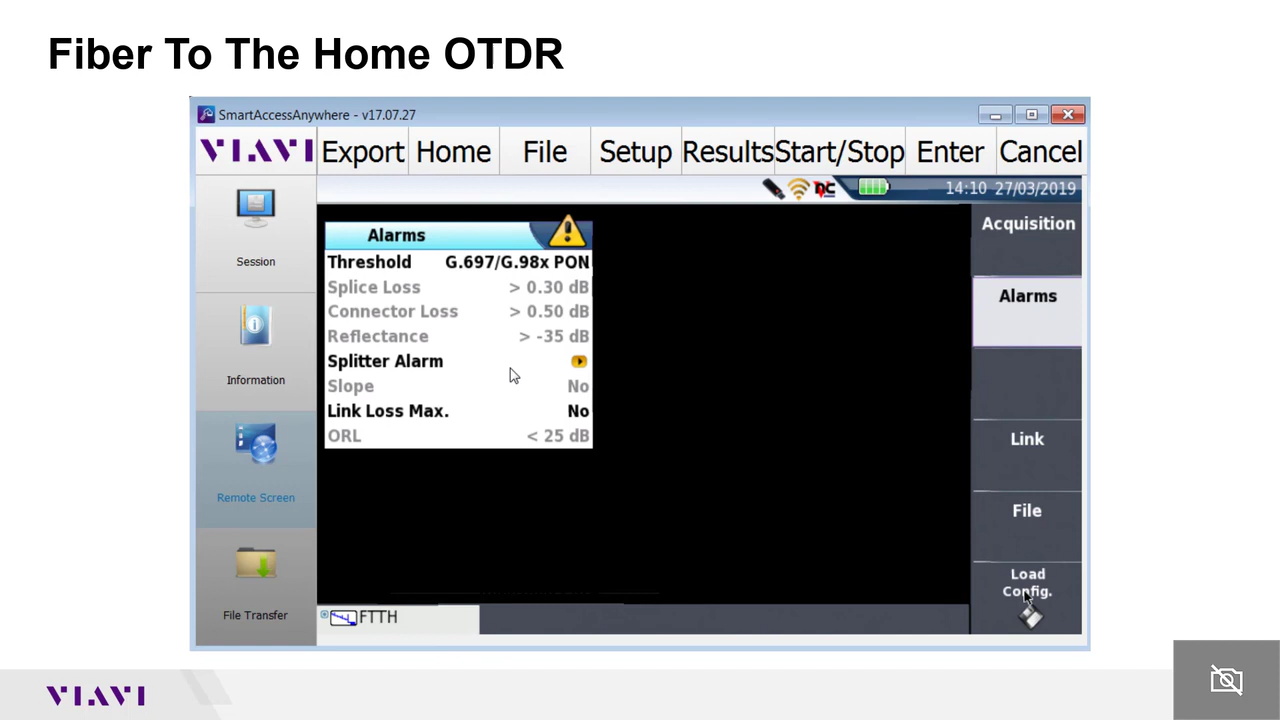 Fiber To The Home OTDR
SmartAccessAnywhere - v17.07.27
VIAVI Export Home File Setup Results Start/Stop Enter Cancel
14:10 27/03/2019
Session
Information
Remote Screen
File Transfer
Alarms
Threshold G.697/G.98x PON
Splice Loss > 0.30 dB
Connector Loss > 0.50 dB
Reflectance > -35 dB
Splitter Alarm
Slope No
Link Loss Max. No
ORL < 25 dB
Acquisition
Alarms
Link
File
Load
Config.
FTTH
VIAVI